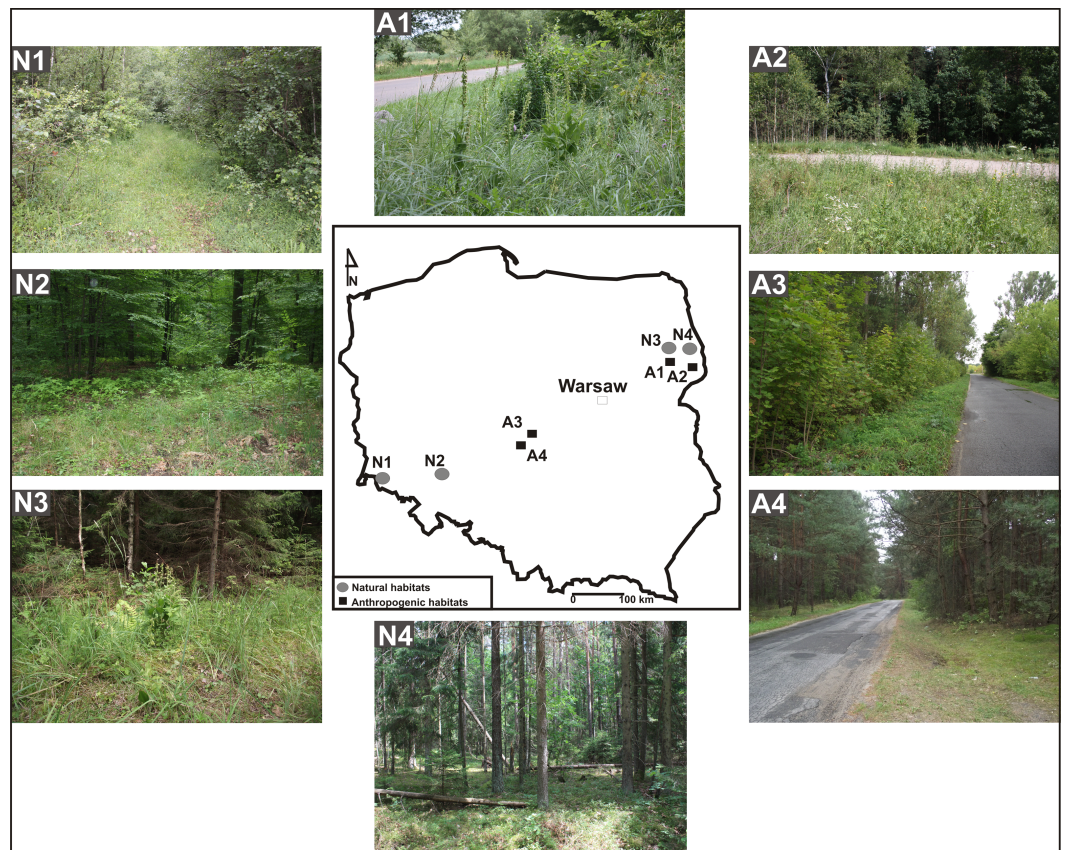 A1
N1
A2
N2
A3
N
N3 N4
A1 A2
Warsaw
A3
A4
N1 N2
N3
A4
Natural habitats
Anthropogenic habitats
0 100 km
N4